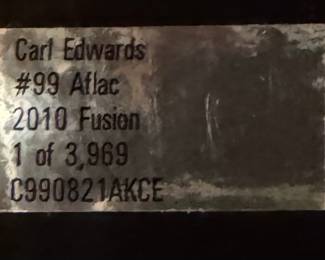 Carl Edwards
#99 Aflac
2010 Fusion
1 of 3,969
C990821AKCE